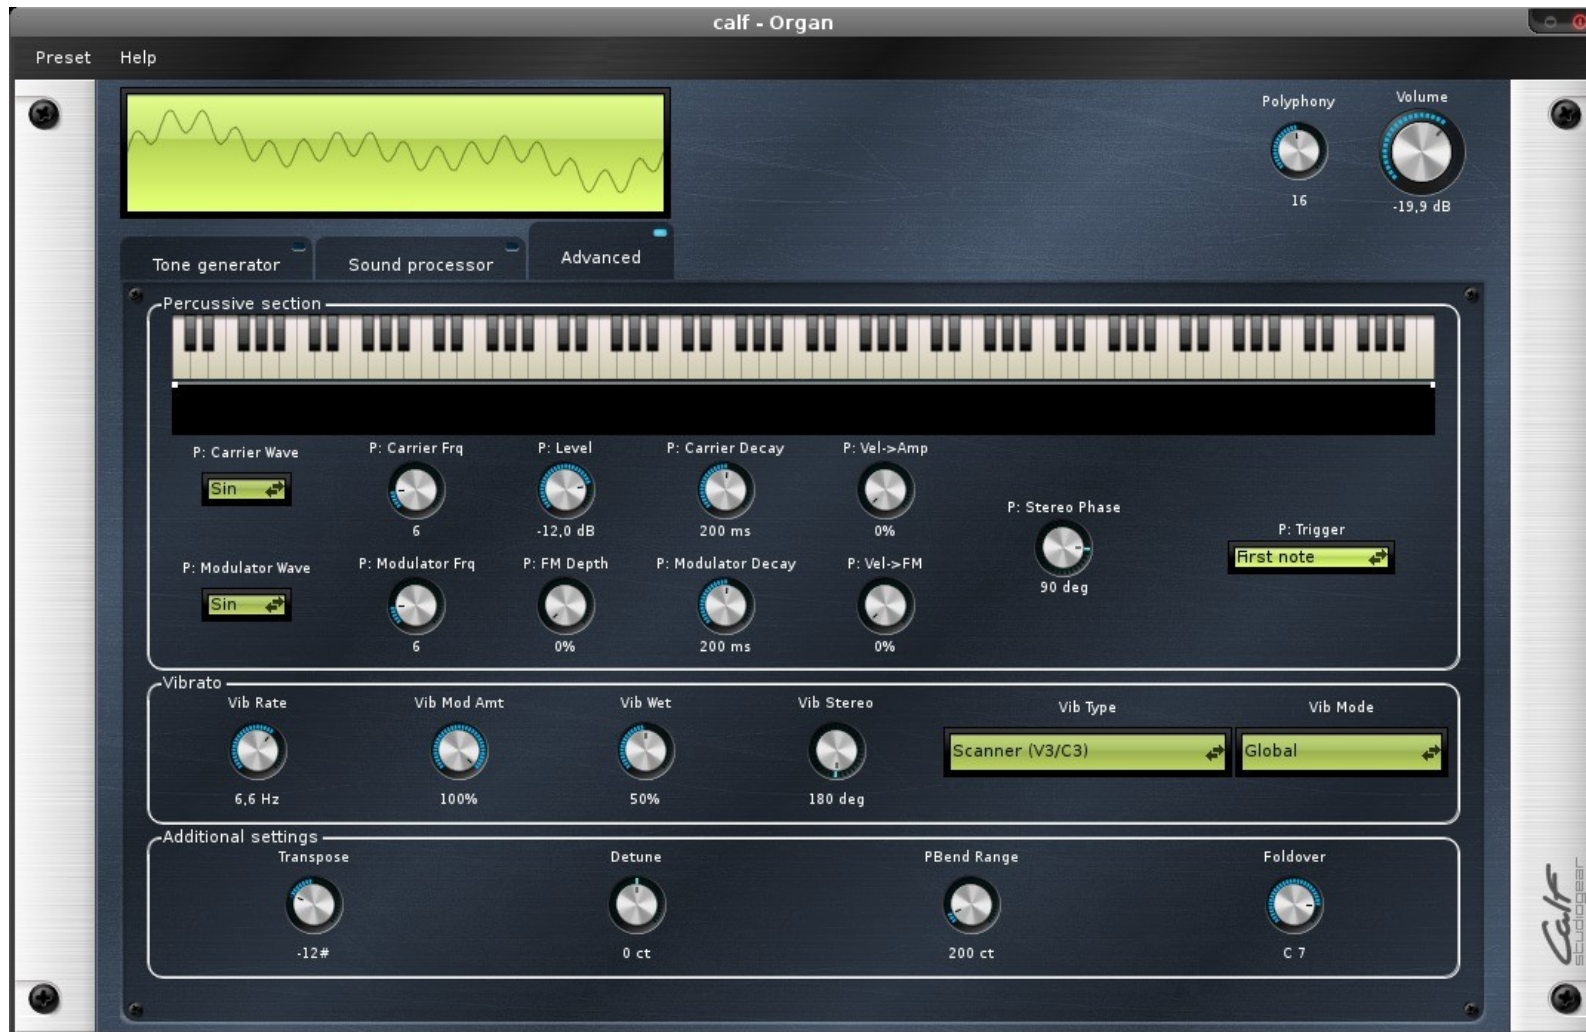 calf - Organ
Preset Help
Polyphony Volume
16 -19,9 dB
Tone generator Sound processor Advanced
Percussive section
P: Carrier Wave P: Carrier Frq P: Level P: Carrier Decay P: Vel->Amp
Sin
6 -12,0 dB 200 ms 0%
P: Stereo Phase
90 deg
P: Trigger
First note
P: Modulator Wave P: Modulator Frq P: FM Depth P: Modulator Decay P: Vel->FM
Sin
6 0% 200 ms 0%
Vibrato
Vib Rate Vib Mod Amt Vib Wet Vib Stereo Vib Type Vib Mode
Scanner (V3/C3) Global
6,6 Hz 100% 50% 180 deg
Additional settings
Transpose Detune PBend Range Foldover
-12# 0 ct 200 ct C 7
Calf
studiogear